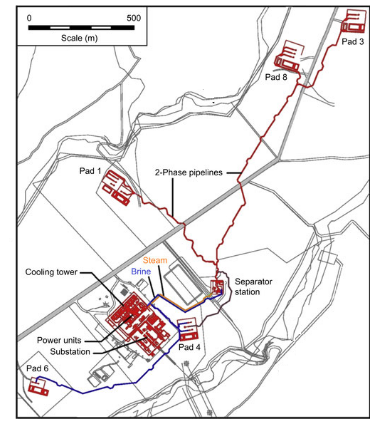 0 500
Scale (m)
Pad 3
Pad 8
Pad 1
2-Phase pipelines
Steam
Cooling tower
Brine
Separator
station
Power units
Substation
Pad 4
Pad 6